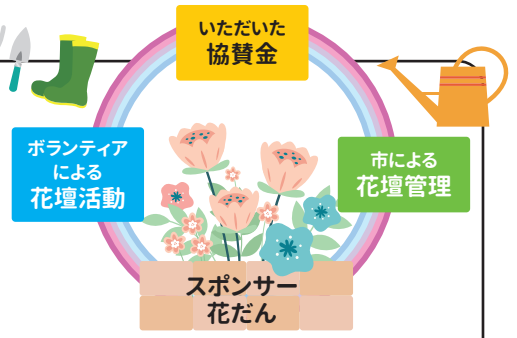 いただいた
協賛金
ボランティア
による
花壇活動
市による
花壇管理
スポンサー
花だん